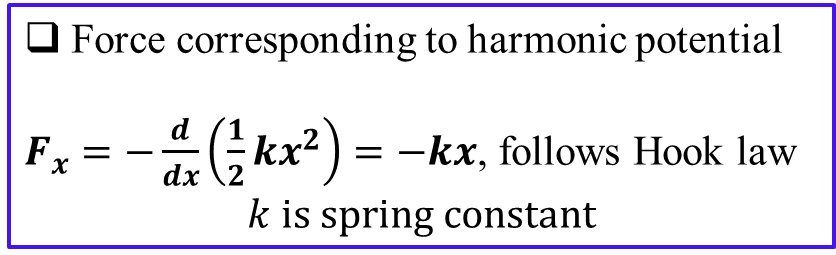 ❑ Force corresponding to harmonic potential
F_x = −d/dx (1/2 kx²) = −kx, follows Hook law
k is spring constant